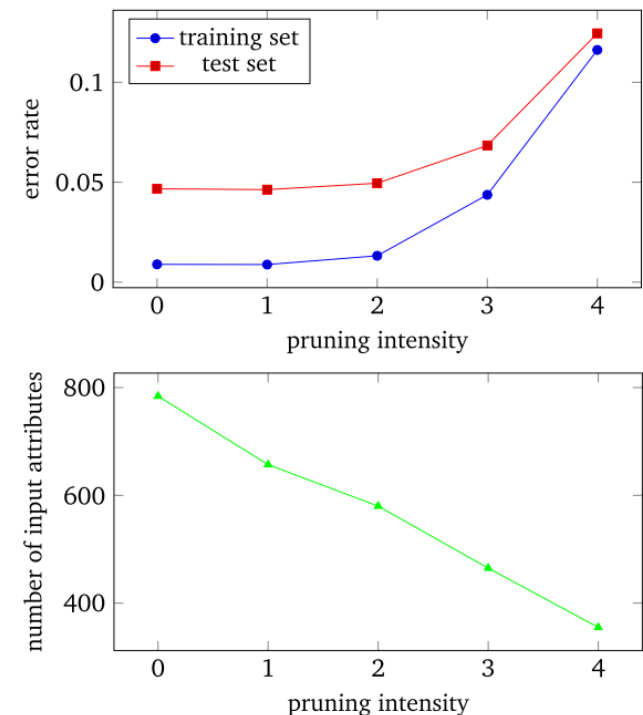 training set
test set
0.1
0.05
0
error rate
0 1 2 3 4
pruning intensity
800
600
400
number of input attributes
0 1 2 3 4
pruning intensity